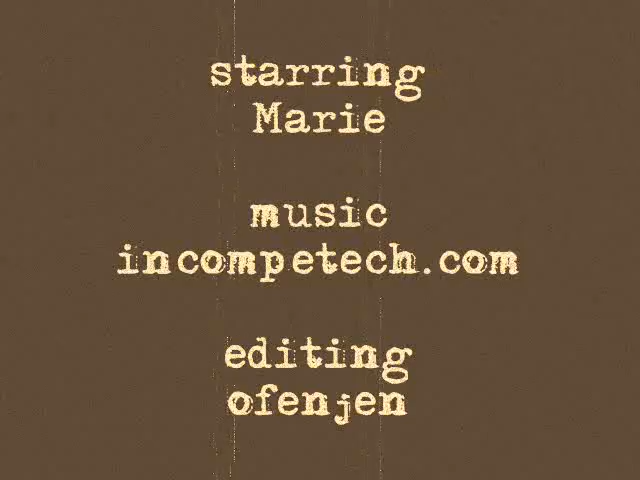 starring
Marie
music
incompetech.com
editing
ofenjen